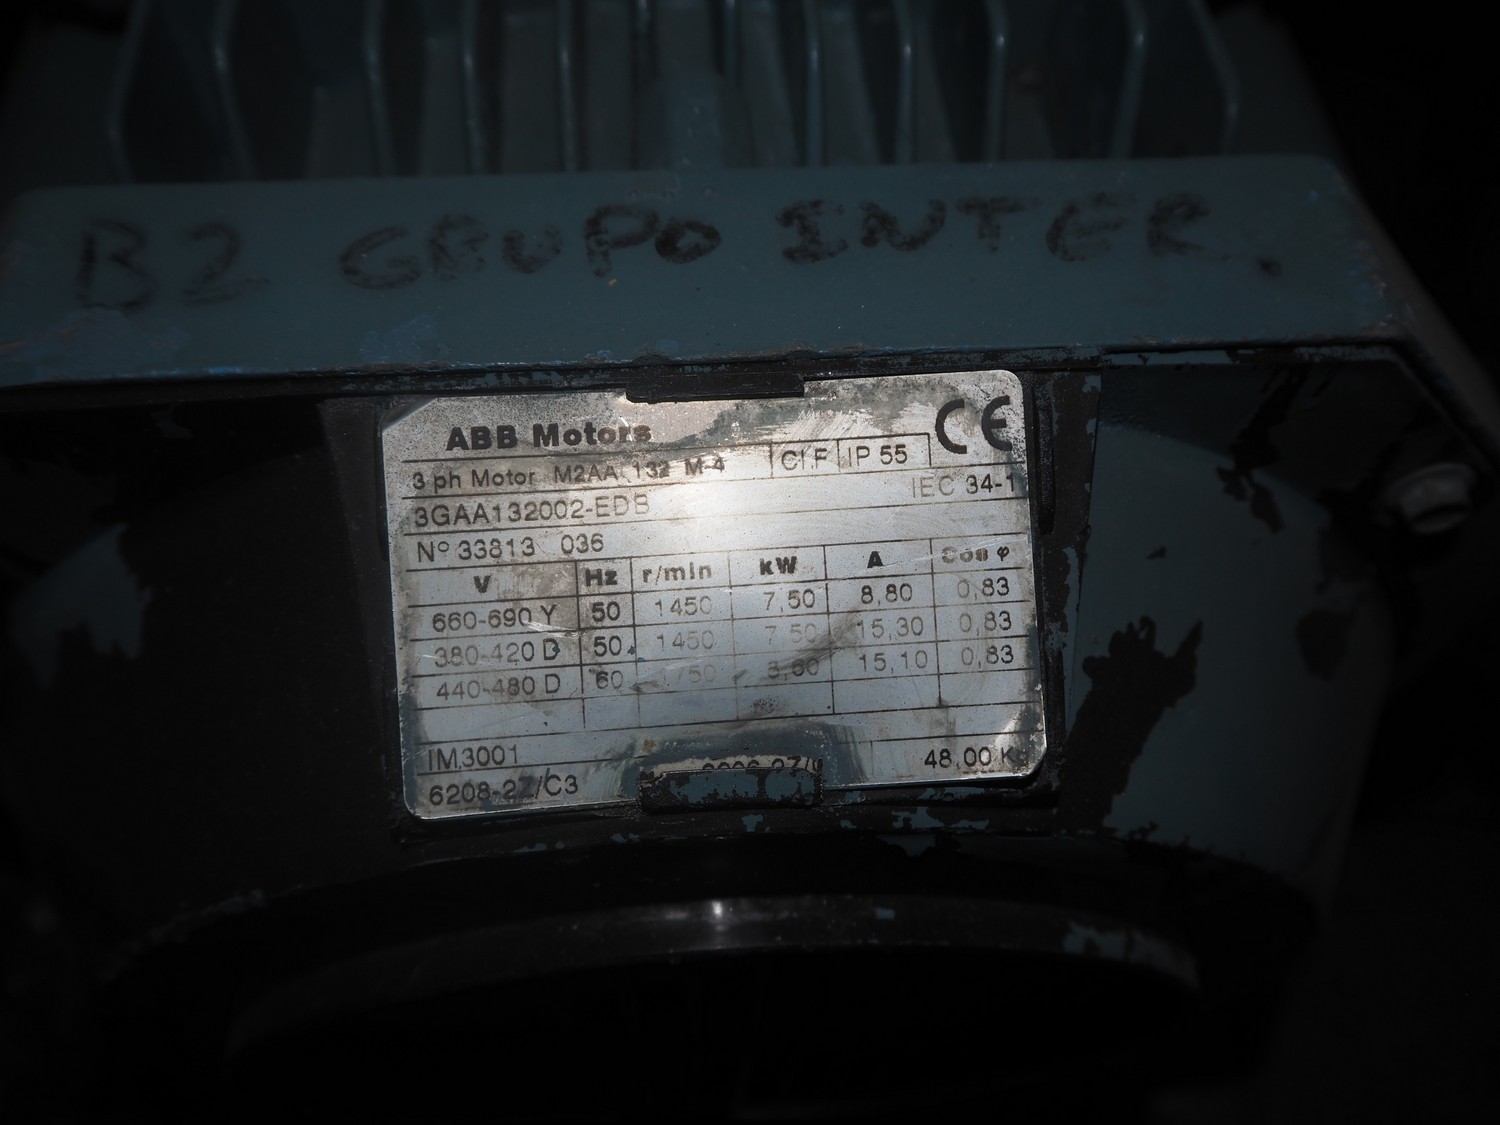 B2 GRUPO INTER.
ABB Motors CE
3 ph Motor M2AA 132 M-4 Cl.F IP 55
3GAA132002-EDB IEC 34-1
Nº 33813 036
V Hz r/min kW A Cos φ
660-690 Y 50 1450 7,50 8,80 0,83
380-420 D 50 1450 7,50 15,30 0,83
440-480 D 60 1750 15,10 0,83
IM3001
6208-2Z/C3 48,00 K